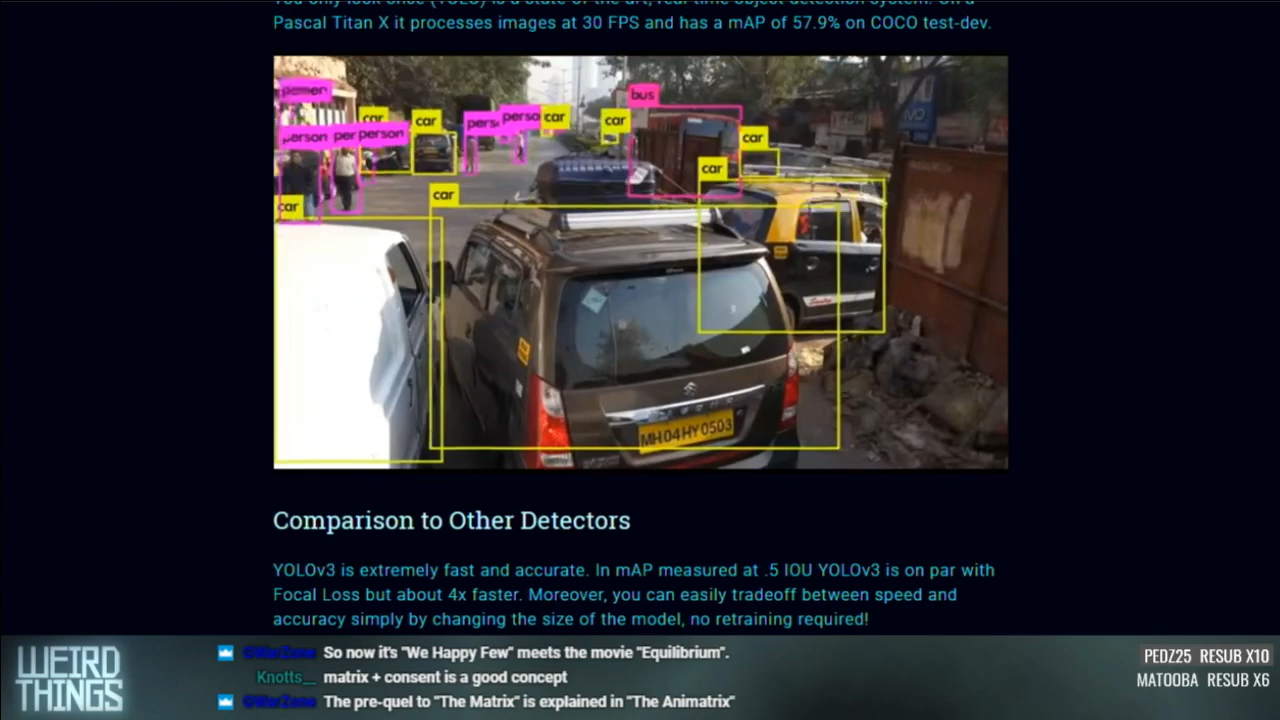 Pascal Titan X it processes images at 30 FPS and has a mAP of 57.9% on COCO test-dev.
bus
car
car
perso
car
car
car
person
person
car
car
car
MH04HY0503
Comparison to Other Detectors
YOLOv3 is extremely fast and accurate. In mAP measured at .5 IOU YOLOv3 is on par with
Focal Loss but about 4x faster. Moreover, you can easily tradeoff between speed and
accuracy simply by changing the size of the model, no retraining required!
WEIRD
THINGS
@WarZone So now it's "We Happy Few" meets the movie "Equilibrium".
Knotts__ matrix + consent is a good concept
@WarZone The pre-quel to "The Matrix" is explained in "The Animatrix"
PEDZ25 RESUB X10
MATOOBA RESUB X6